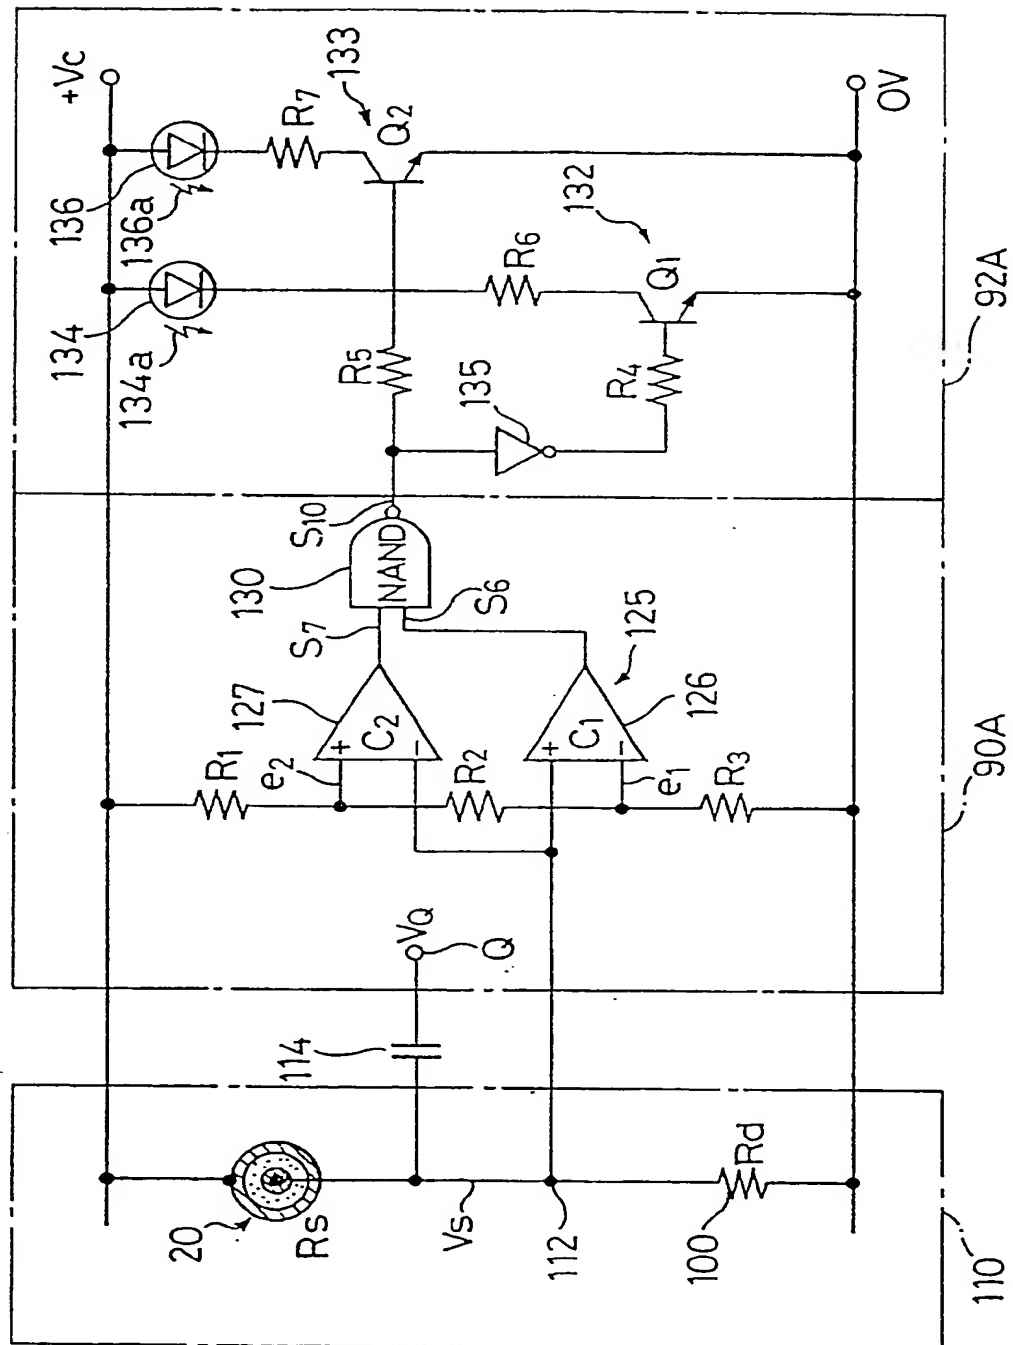 +Vc
136
136a
R7
Q2
133
134
134a
R6
Q1
132
0V
R5
135
R4
92A
S10
130
NAND
S7
S6
127
C2
+
-
125
C1
+
-
126
R1
e2
R2
e1
R3
90A
VQ
Q
114
20
Rs
Vs
112
100
Rd
110